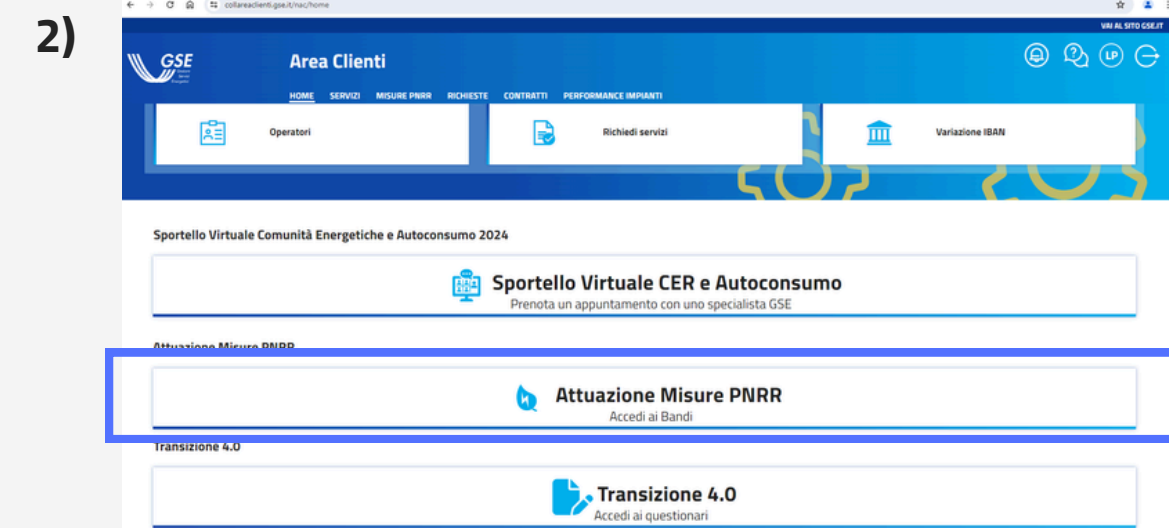 collareaclienti.gse.it/nac/home
2)
VAI AL SITO GSE.IT
GSE
Area Clienti
LP
HOME SERVIZI MISURE PNRR RICHIESTE CONTRATTI PERFORMANCE IMPIANTI
Operatori
Richiedi servizi
Variazione IBAN
Sportello Virtuale Comunità Energetiche e Autoconsumo 2024
Sportello Virtuale CER e Autoconsumo
Prenota un appuntamento con uno specialista GSE
Attuazione Misure PNRR
Attuazione Misure PNRR
Accedi ai Bandi
Transizione 4.0
Transizione 4.0
Accedi ai questionari